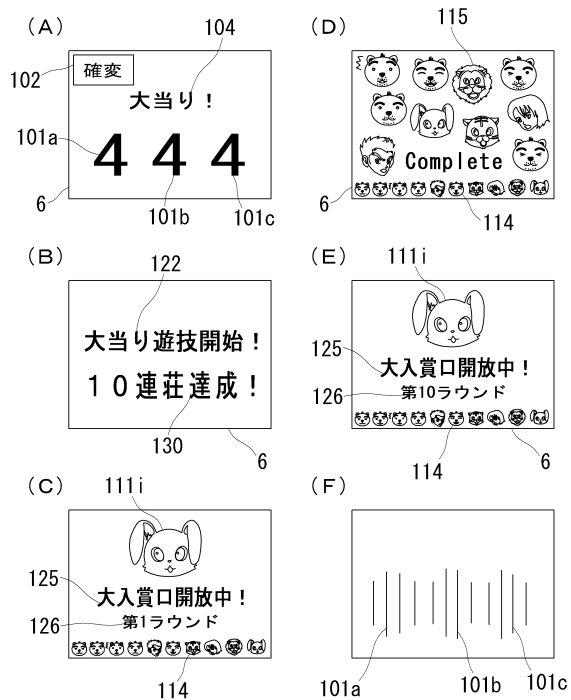 (A)
104
102
確変
大当り！
101a
4 4 4
6
101b
101c
(B)
122
大当り遊技開始！
１０連荘達成！
130
6
(C)
111i
125
大入賞口開放中！
126
第1ラウンド
114
(D)
115
Complete
6
114
(E)
111i
125
大入賞口開放中！
126
第10ラウンド
114
6
(F)
101a
101b
101c